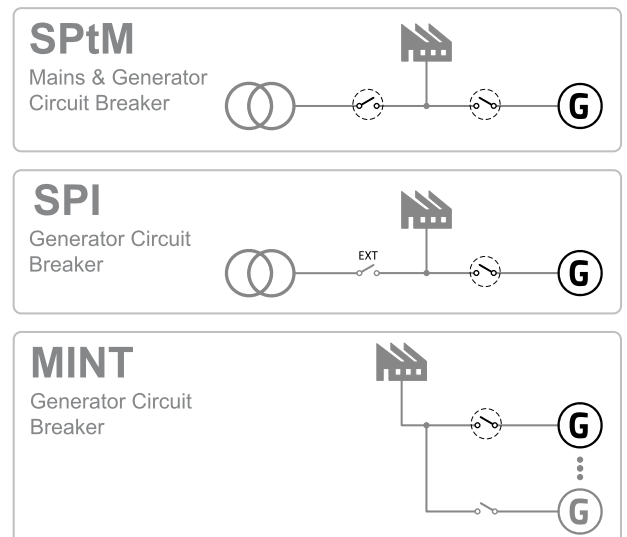 SPtM
Mains & Generator
Circuit Breaker
G
SPI
Generator Circuit
Breaker
EXT
G
MINT
Generator Circuit
Breaker
G
G